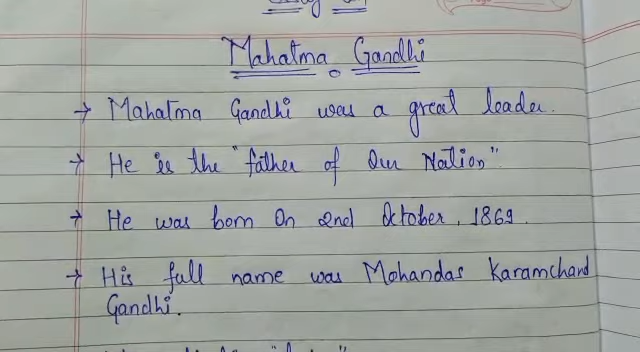 Mahatma Gandhi
→ Mahatma Gandhi was a great leader.
→ He is the "father of Our Nation".
→ He was born On 2nd October, 1869.
→ His full name was Mohandas Karamchand
Gandhi.